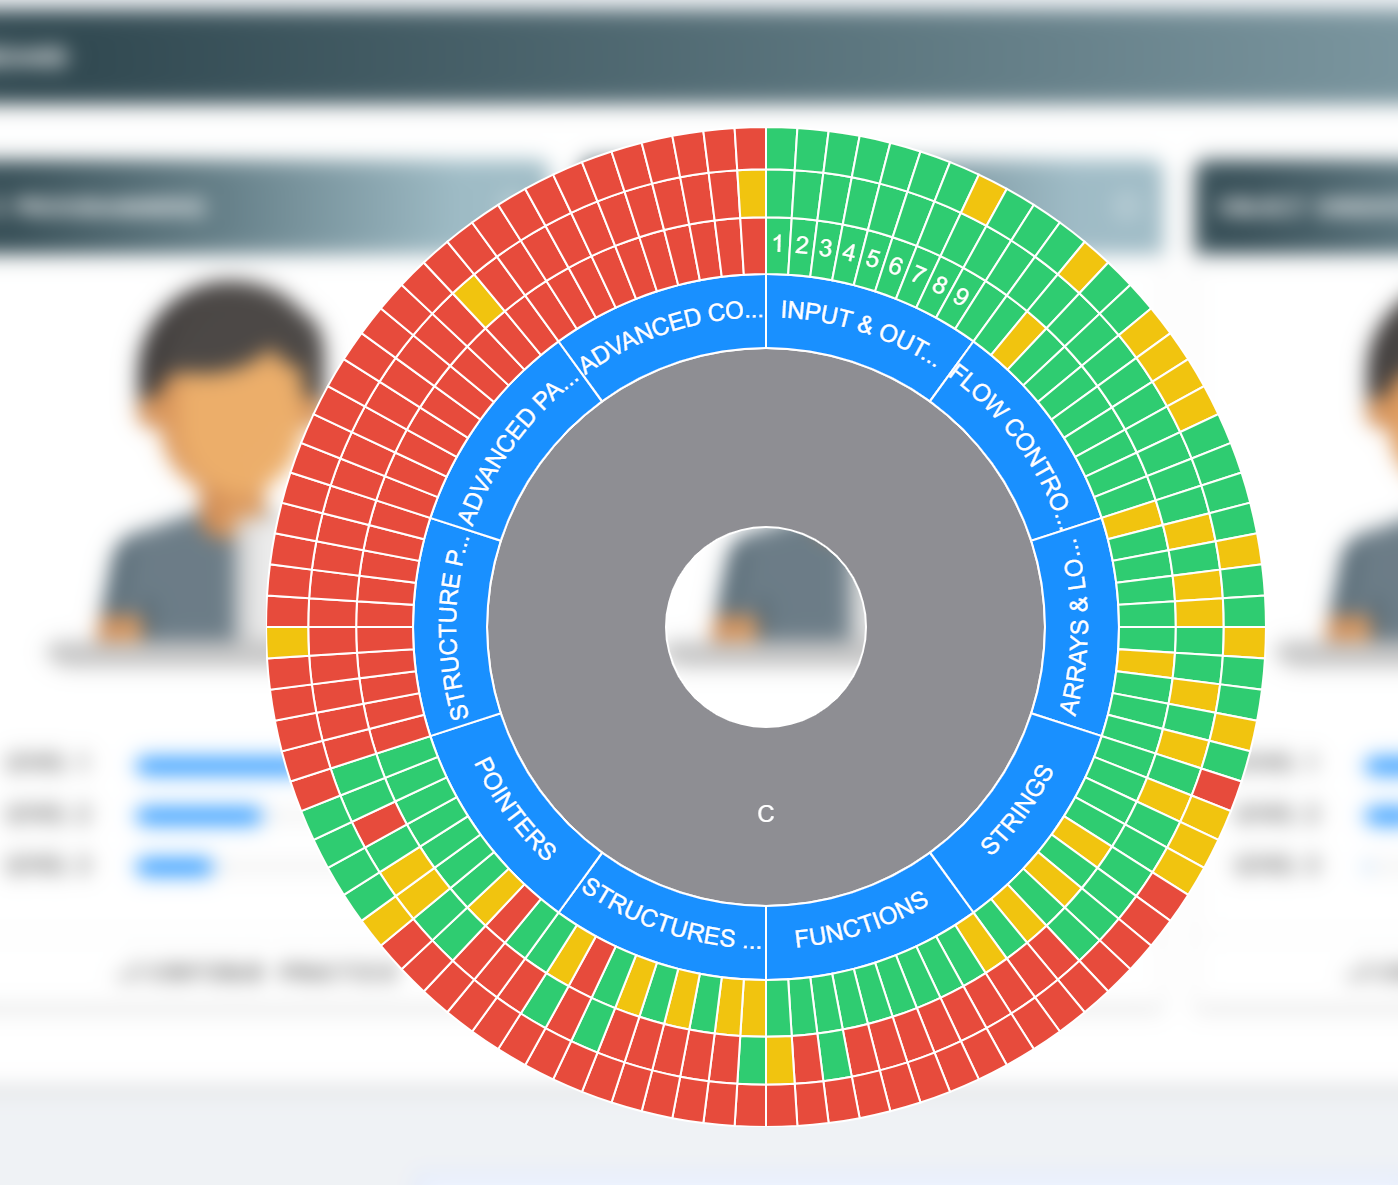 1 2 3 4 5 6 7 8 9
INPUT & OUT...
FLOW CONTRO...
ARRAYS & LO...
STRINGS
FUNCTIONS
STRUCTURES ...
POINTERS
STRUCTURE P...
ADVANCED PA...
ADVANCED CO...
C